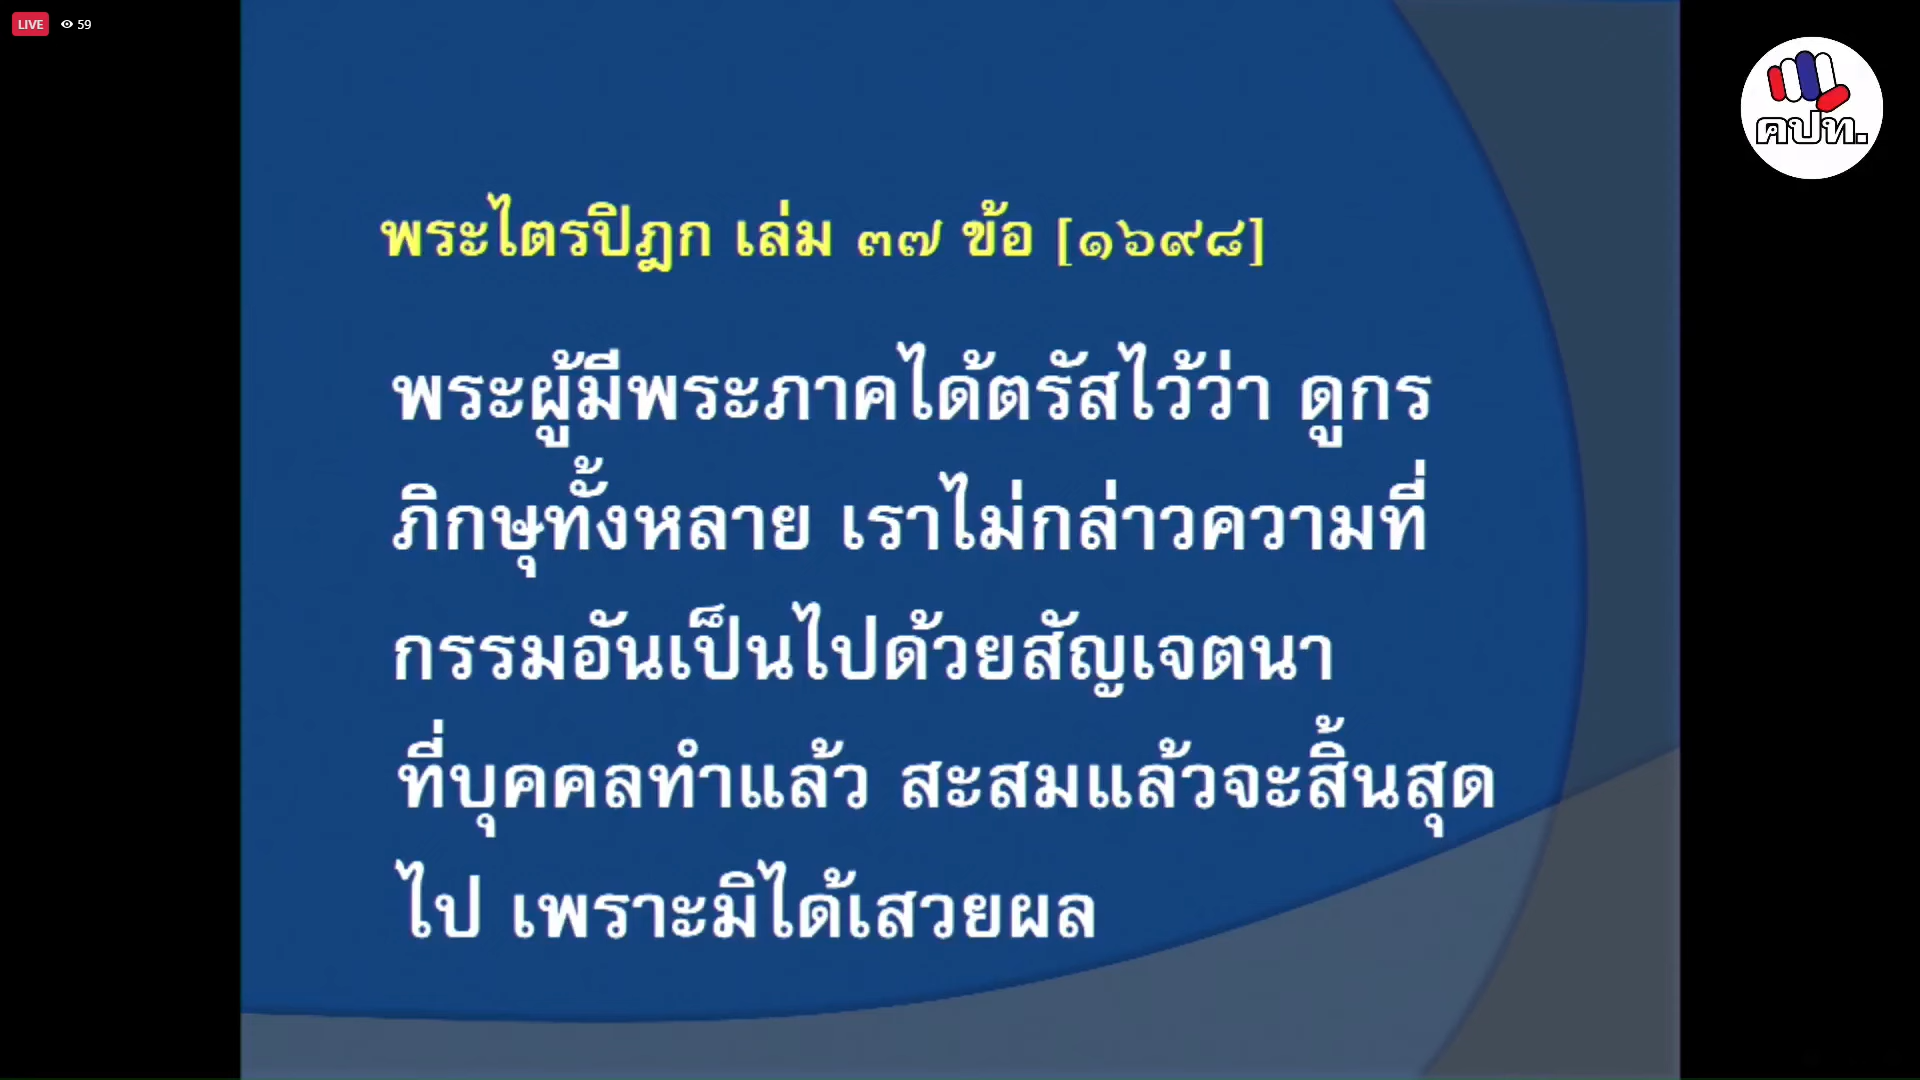 LIVE 59
คปท.
พระไตรปิฎก เล่ม ๓๗ ข้อ [๑๖๙๘]
พระผู้มีพระภาคได้ตรัสไว้ว่า ดูกร
ภิกษุทั้งหลาย เราไม่กล่าวความที่
กรรมอันเป็นไปด้วยสัญเจตนา
ที่บุคคลทำแล้ว สะสมแล้วจะสิ้นสุด
ไป เพราะมิได้เสวยผล